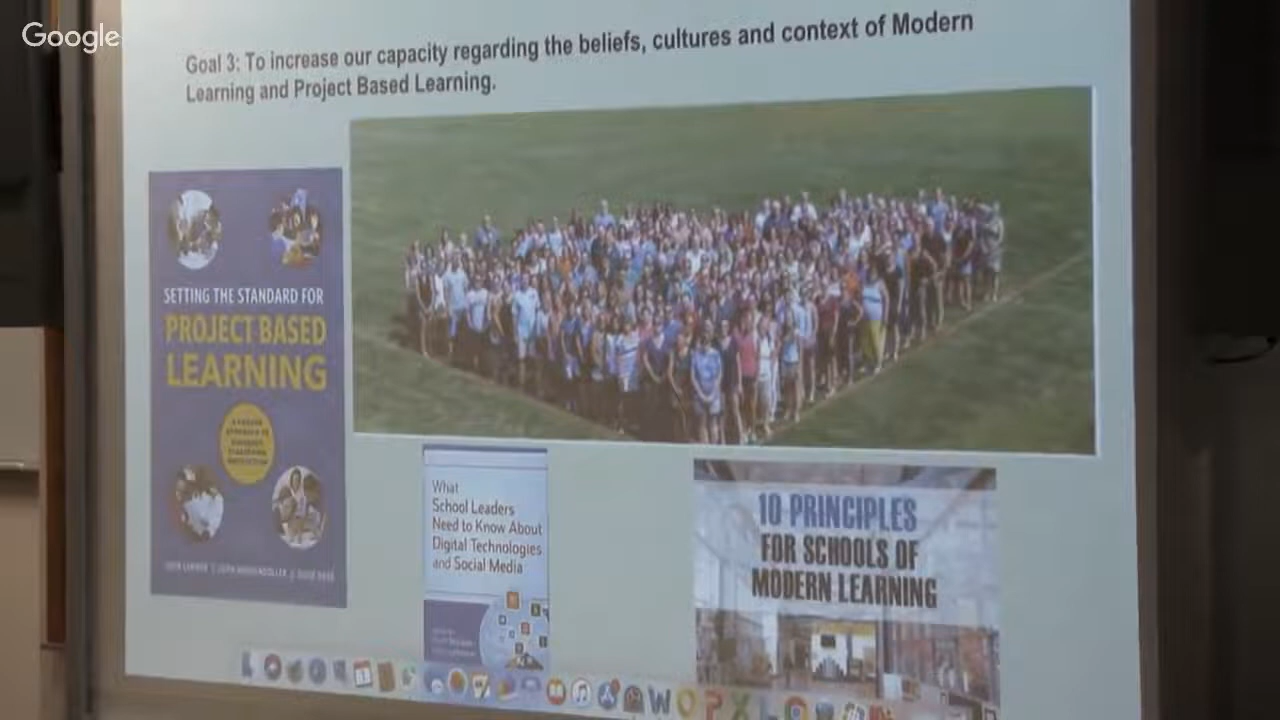 Google
Goal 3: To increase our capacity regarding the beliefs, cultures and context of Modern
Learning and Project Based Learning.
SETTING THE STANDARD FOR
PROJECT BASED
LEARNING
What
School Leaders
Need to Know About
Digital Technologies
and Social Media
10 PRINCIPLES
FOR SCHOOLS OF
MODERN LEARNING